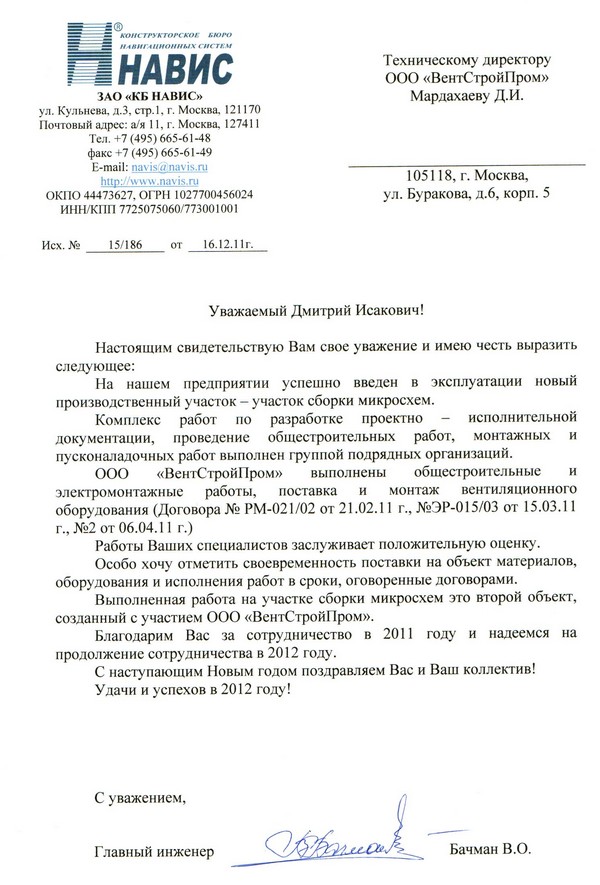 КОНСТРУКТОРСКОЕ БЮРО
НАВИГАЦИОННЫХ СИСТЕМ
НАВИС
ЗАО «КБ НАВИС»
ул. Кульнева, д.3, стр.1, г. Москва, 121170
Почтовый адрес: а/я 11, г. Москва, 127411
Тел. +7 (495) 665-61-48
факс +7 (495) 665-61-49
E-mail: navis@navis.ru
http://www.navis.ru
ОКПО 44473627, ОГРН 1027700456024
ИНН/КПП 7725075060/773001001
Исх. № 15/186 от 16.12.11г.
Техническому директору
ООО «ВентСтройПром»
Мардахаеву Д.И.
105118, г. Москва,
ул. Буракова, д.6, корп. 5
Уважаемый Дмитрий Исакович!
Настоящим свидетельствую Вам свое уважение и имею честь выразить
следующее:
На нашем предприятии успешно введен в эксплуатации новый
производственный участок – участок сборки микросхем.
Комплекс работ по разработке проектно – исполнительной
документации, проведение общестроительных работ, монтажных и
пусконаладочных работ выполнен группой подрядных организаций.
ООО «ВентСтройПром» выполнены общестроительные и
электромонтажные работы, поставка и монтаж вентиляционного
оборудования (Договора № РМ-021/02 от 21.02.11 г., №ЭР-015/03 от 15.03.11
г., №2 от 06.04.11 г.)
Работы Ваших специалистов заслуживает положительную оценку.
Особо хочу отметить своевременность поставки на объект материалов,
оборудования и исполнения работ в сроки, оговоренные договорами.
Выполненная работа на участке сборки микросхем это второй объект,
созданный с участием ООО «ВентСтройПром».
Благодарим Вас за сотрудничество в 2011 году и надеемся на
продолжение сотрудничества в 2012 году.
С наступающим Новым годом поздравляем Вас и Ваш коллектив!
Удачи и успехов в 2012 году!
С уважением,
Главный инженер
Бачман В.О.